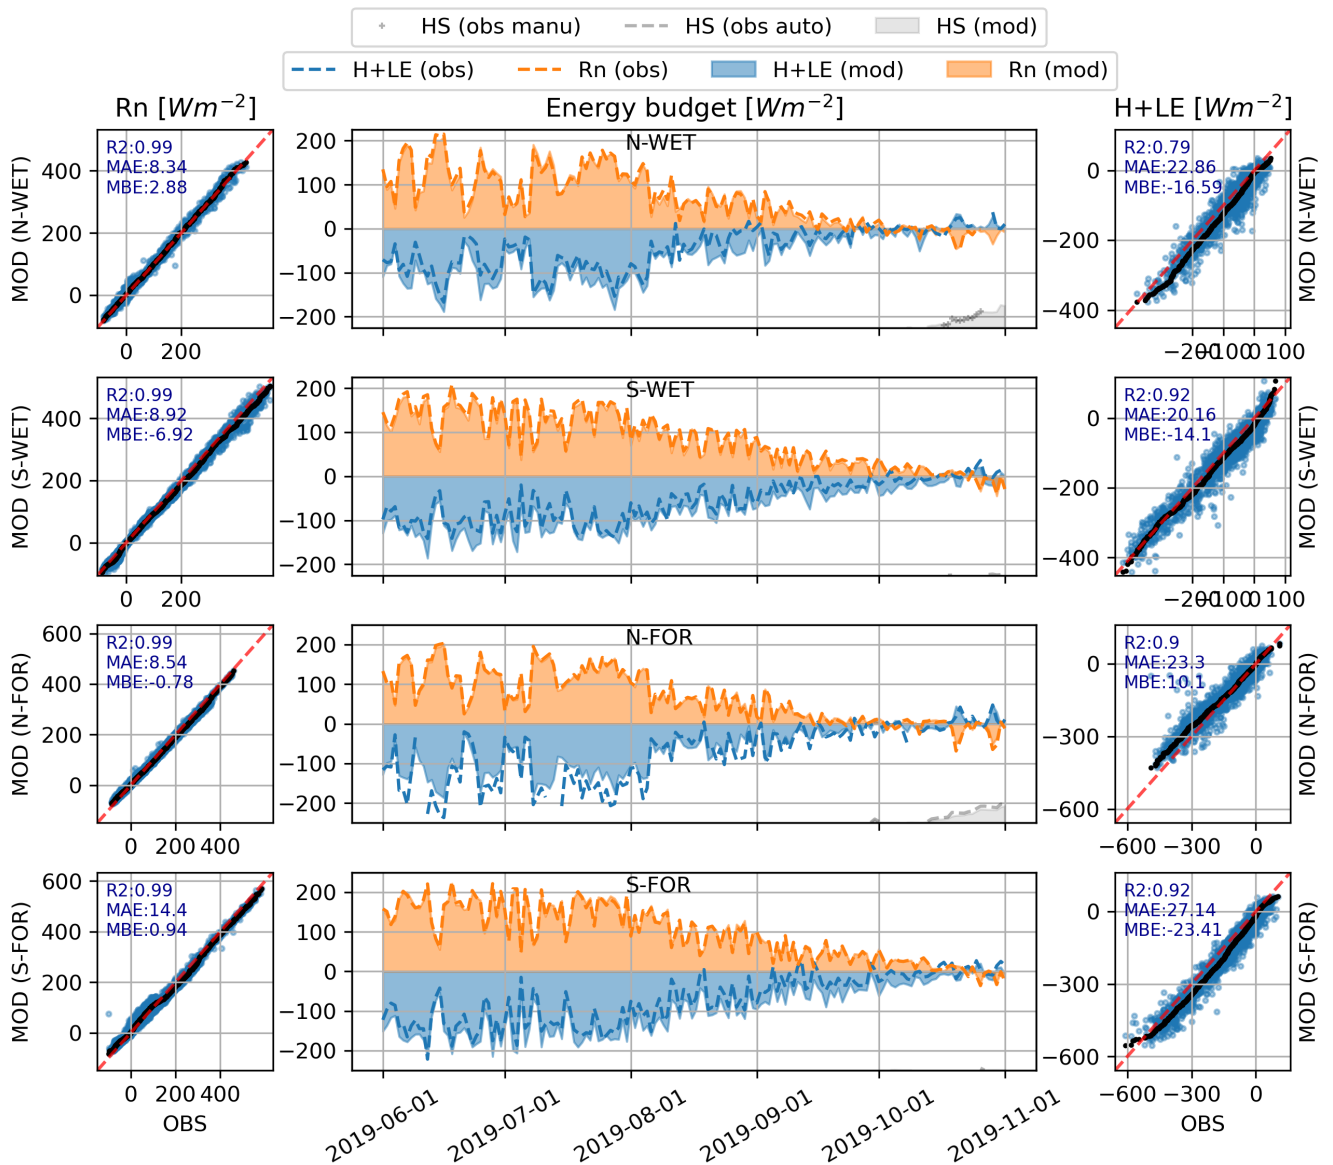 HS (obs manu) HS (obs auto) HS (mod)
H+LE (obs) Rn (obs) H+LE (mod) Rn (mod)
Rn [Wm−2] Energy budget [Wm−2] H+LE [Wm−2]
MOD (N-WET)
400
200
0
R2:0.99
MAE:8.34
MBE:2.88
0 200
200
100
0
−100
−200
N-WET
0
−200
−400
R2:0.79
MAE:22.86
MBE:-16.59
−200 −100 0 100
MOD (N-WET)
MOD (S-WET)
400
200
0
R2:0.99
MAE:8.92
MBE:-6.92
0 200
200
100
0
−100
−200
S-WET
0
−200
−400
R2:0.92
MAE:20.16
MBE:-14.1
−200 −100 0 100
MOD (S-WET)
MOD (N-FOR)
600
400
200
0
R2:0.99
MAE:8.54
MBE:-0.78
0 200 400
200
100
0
−100
−200
N-FOR
0
−300
−600
R2:0.9
MAE:23.3
MBE:10.1
−600 −300 0
MOD (N-FOR)
MOD (S-FOR)
600
400
200
0
R2:0.99
MAE:14.4
MBE:0.94
0 200 400
OBS
200
100
0
−100
−200
S-FOR
2019-06-01 2019-07-01 2019-08-01 2019-09-01 2019-10-01 2019-11-01
0
−300
−600
R2:0.92
MAE:27.14
MBE:-23.41
−600 −300 0
OBS
MOD (S-FOR)